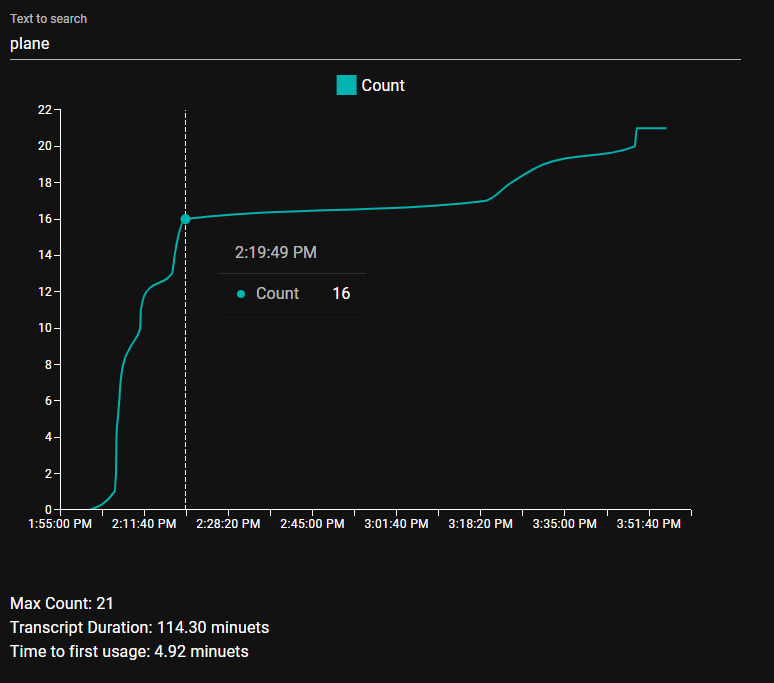 Text to search
plane
Count
22
20
18
16
14
12
10
8
6
4
2
0
2:19:49 PM
Count 16
1:55:00 PM 2:11:40 PM 2:28:20 PM 2:45:00 PM 3:01:40 PM 3:18:20 PM 3:35:00 PM 3:51:40 PM
Max Count: 21
Transcript Duration: 114.30 minuets
Time to first usage: 4.92 minuets